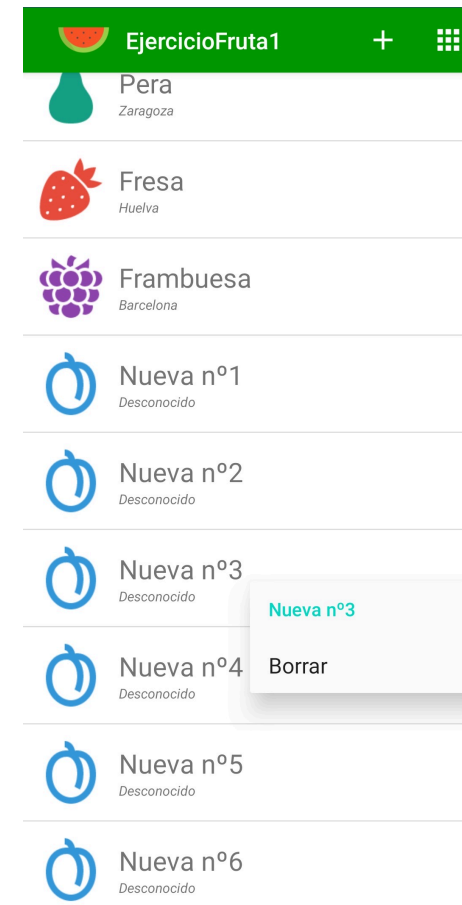 EjercicioFruta1
Pera
Zaragoza
Fresa
Huelva
Frambuesa
Barcelona
Nueva nº1
Desconocido
Nueva nº2
Desconocido
Nueva nº3
Desconocido
Nueva nº3
Borrar
Nueva nº4
Desconocido
Nueva nº5
Desconocido
Nueva nº6
Desconocido